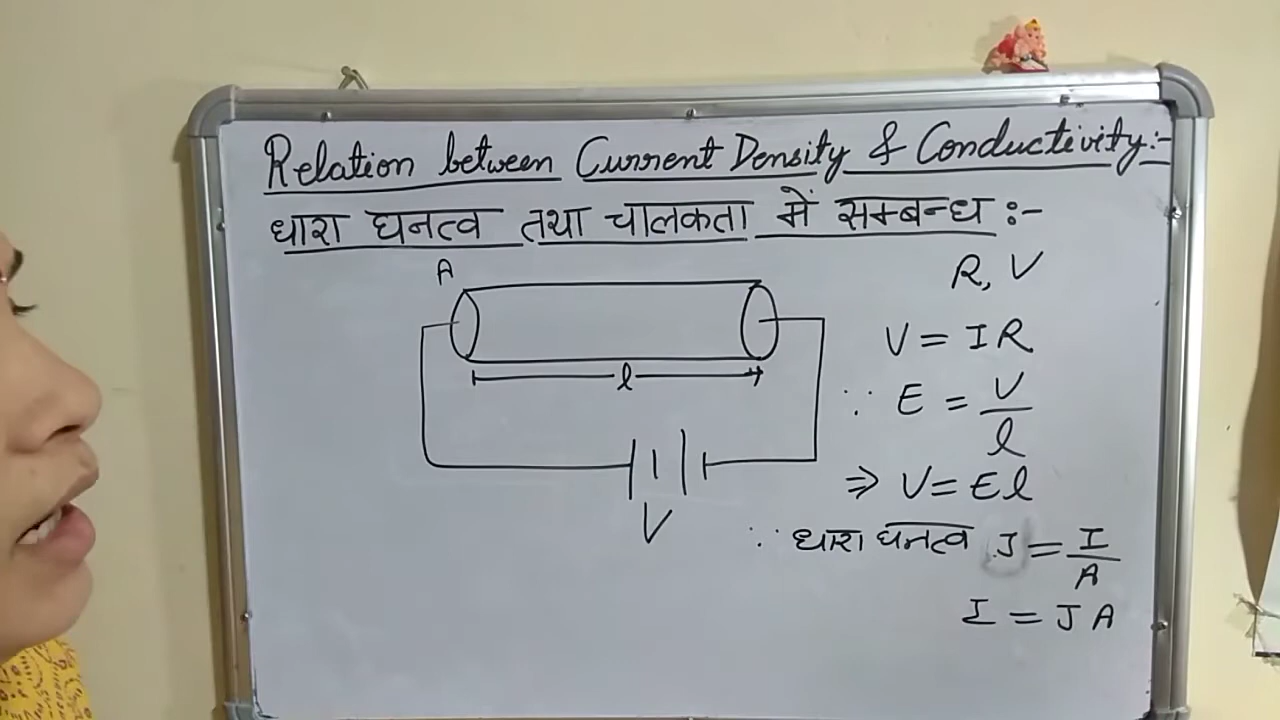 Relation between Current Density & Conductivity:-
धारा घनत्व तथा चालकता में सम्बन्ध :-
A
R, V
V = IR
∵ E = V/l
l
⇒ V = El
V
∵ धारा घनत्व J = I/A
I = JA